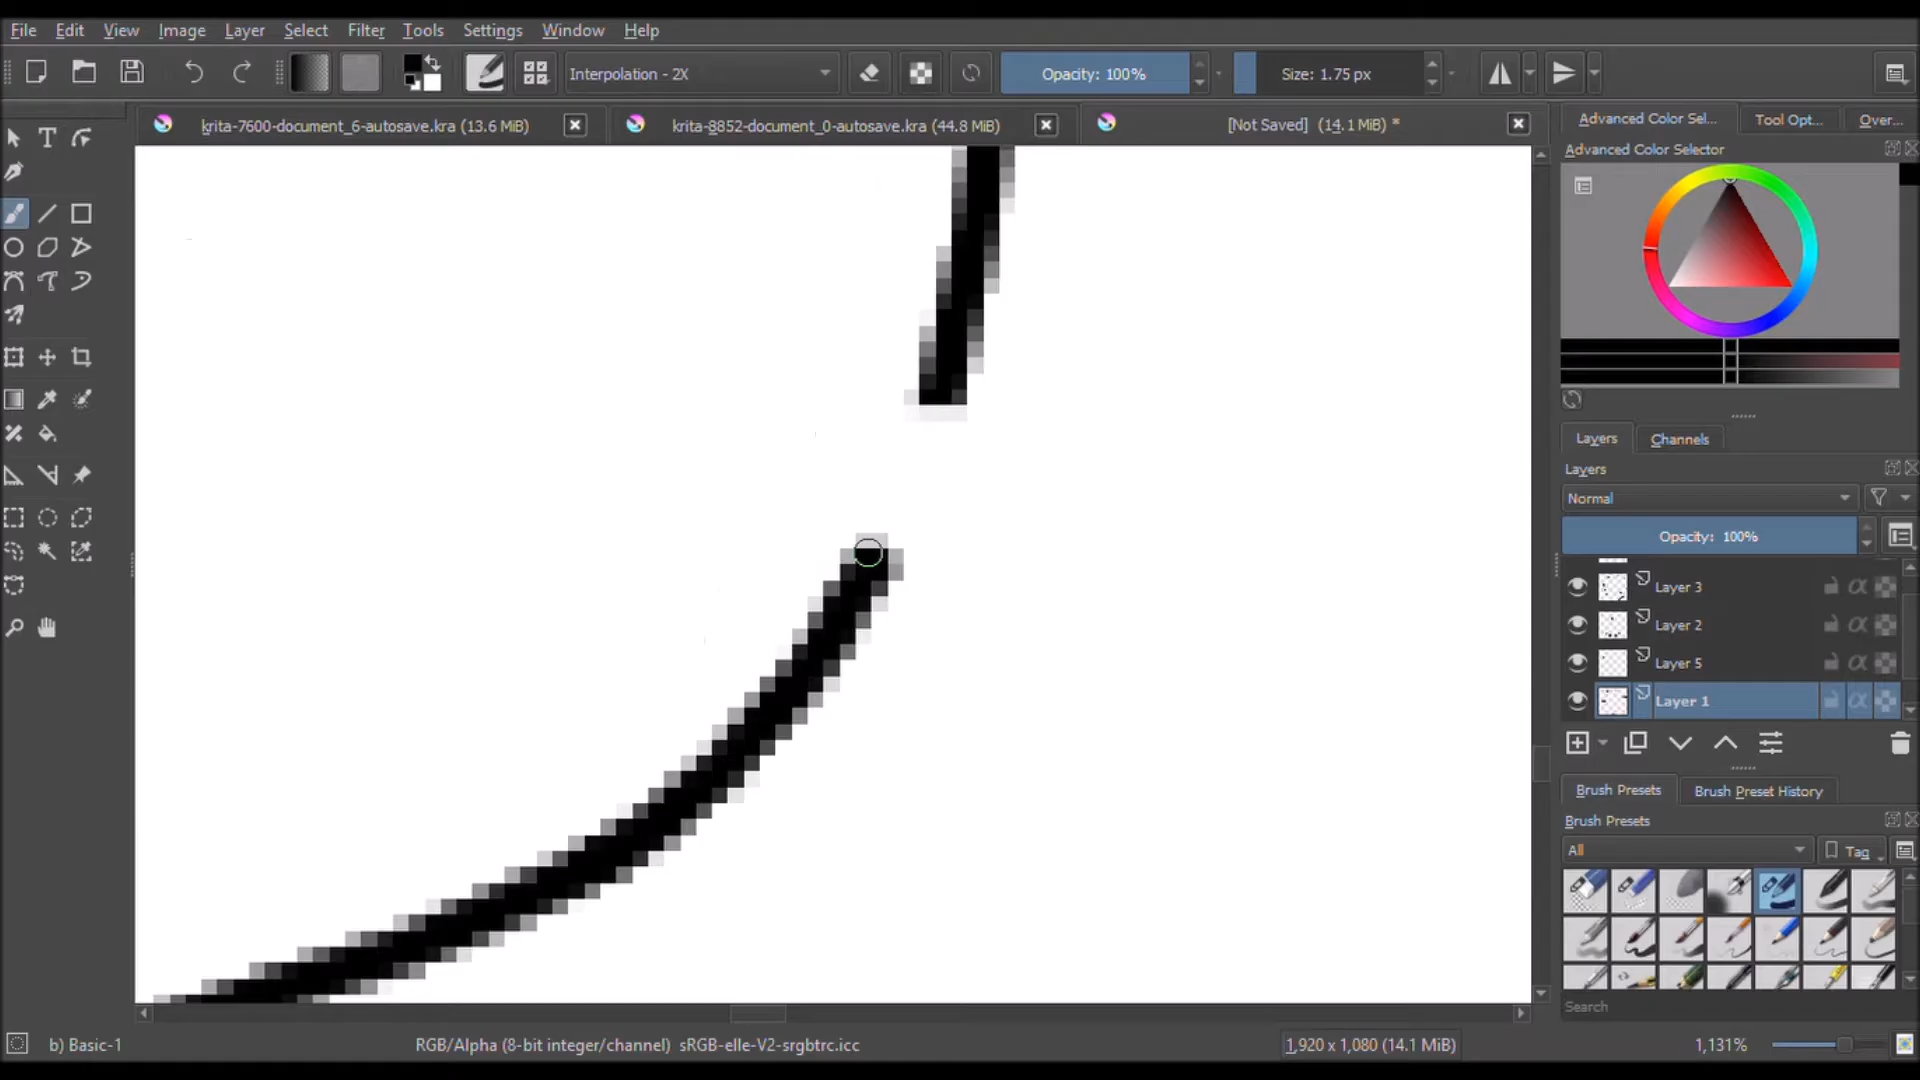 File Edit View Image Layer Select Filter Tools Settings Window Help
Interpolation - 2X
Opacity: 100%
Size: 1.75 px
krita-7600-document_6-autosave.kra (13.6 MiB)
krita-8852-document_0-autosave.kra (44.8 MiB)
[Not Saved] (14.1 MiB) *
Advanced Color Sel... Tool Opt... Over...
Advanced Color Selector
Layers Channels
Layers
Normal
Opacity: 100%
Layer 3
Layer 2
Layer 5
Layer 1
Brush Presets Brush Preset History
Brush Presets
All Tag
Search
b) Basic-1 RGB/Alpha (8-bit integer/channel) sRGB-elle-V2-srgbtrc.icc 1,920 x 1,080 (14.1 MiB) 1,131%